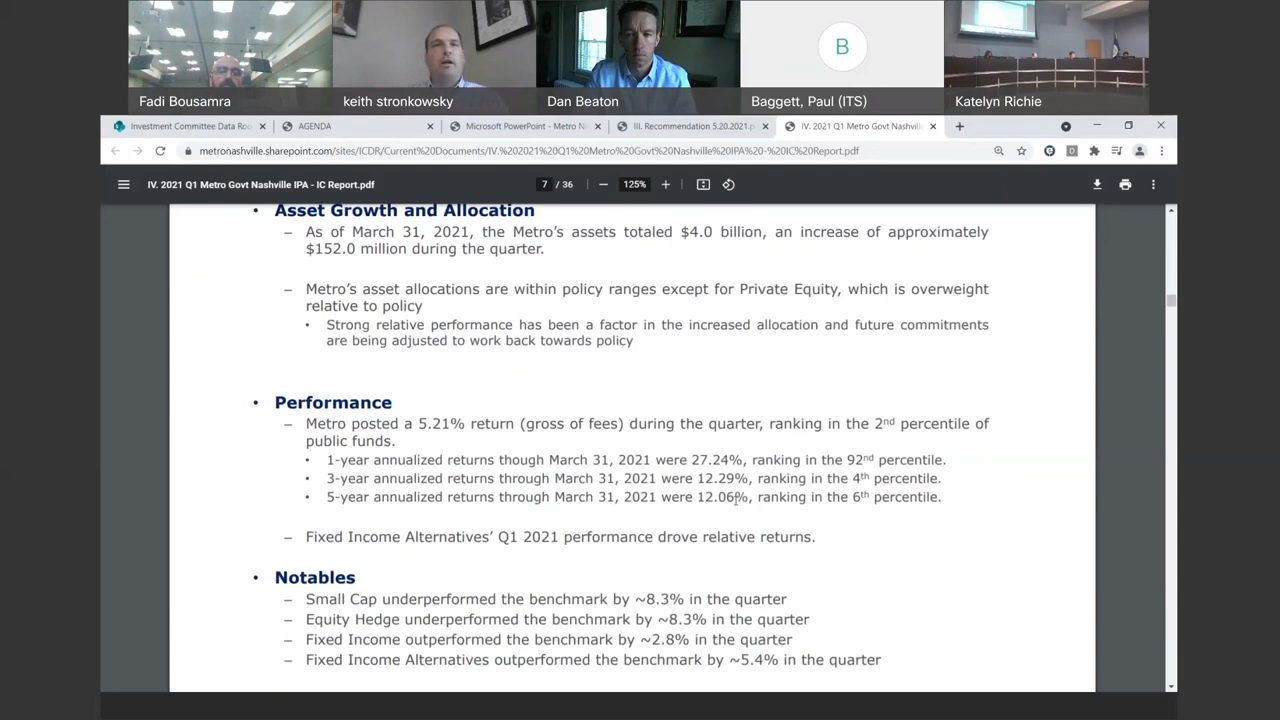 B
Fadi Bousamra
keith stronkowsky
Dan Beaton
Baggett, Paul (ITS)
Katelyn Richie
Investment Committee Data Roo
AGENDA
Microsoft PowerPoint - Metro N
III. Recommendation 5.20.2021.p
IV. 2021 Q1 Metro Govt Nashvill
metronashville.sharepoint.com/sites/ICDR/Current%20Documents/IV.%202021%20Q1%20Metro%20Govt%20Nashville%20IPA%20-%20IC%20Report.pdf
IV. 2021 Q1 Metro Govt Nashville IPA - IC Report.pdf
7 / 36
125%
• Asset Growth and Allocation
– As of March 31, 2021, the Metro's assets totaled $4.0 billion, an increase of approximately
$152.0 million during the quarter.
– Metro's asset allocations are within policy ranges except for Private Equity, which is overweight
relative to policy
• Strong relative performance has been a factor in the increased allocation and future commitments
are being adjusted to work back towards policy
• Performance
– Metro posted a 5.21% return (gross of fees) during the quarter, ranking in the 2nd percentile of
public funds.
• 1-year annualized returns though March 31, 2021 were 27.24%, ranking in the 92nd percentile.
• 3-year annualized returns through March 31, 2021 were 12.29%, ranking in the 4th percentile.
• 5-year annualized returns through March 31, 2021 were 12.06%, ranking in the 6th percentile.
– Fixed Income Alternatives' Q1 2021 performance drove relative returns.
• Notables
– Small Cap underperformed the benchmark by ~8.3% in the quarter
– Equity Hedge underperformed the benchmark by ~8.3% in the quarter
– Fixed Income outperformed the benchmark by ~2.8% in the quarter
– Fixed Income Alternatives outperformed the benchmark by ~5.4% in the quarter